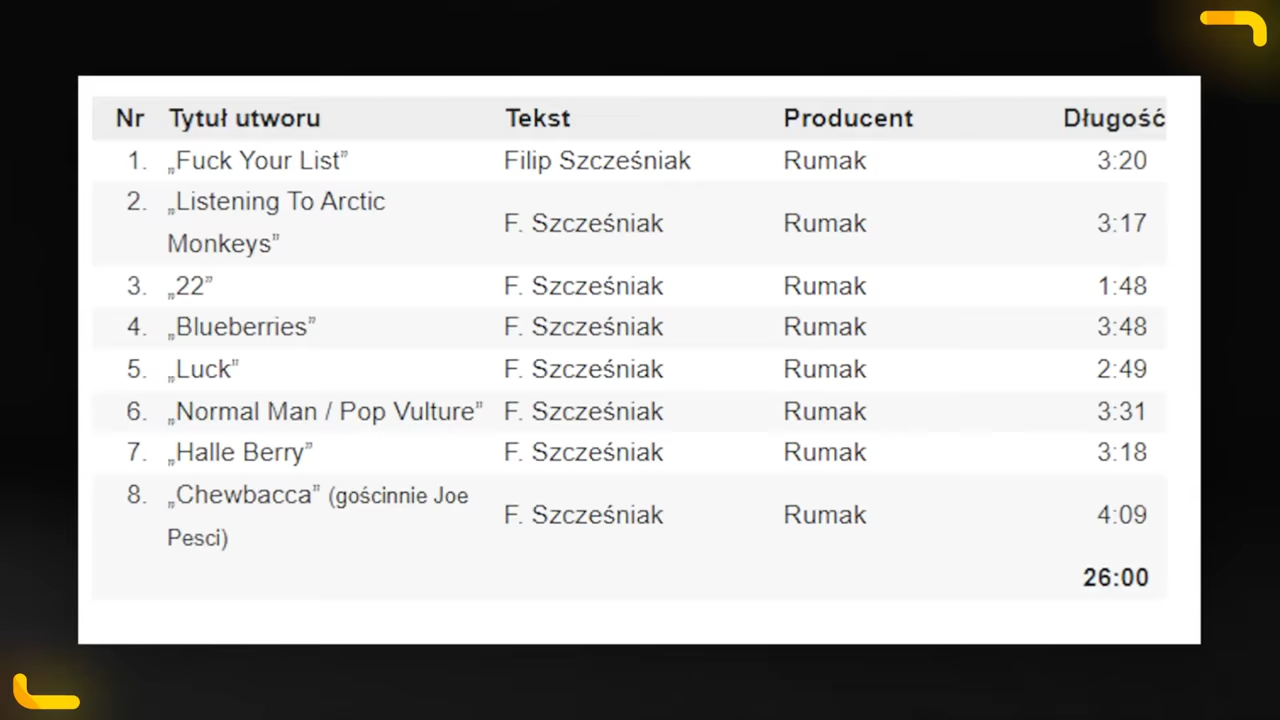 Nr Tytuł utworu Tekst Producent Długość
1. „Fuck Your List” Filip Szcześniak Rumak 3:20
2. „Listening To Arctic
Monkeys” F. Szcześniak Rumak 3:17
3. „22” F. Szcześniak Rumak 1:48
4. „Blueberries” F. Szcześniak Rumak 3:48
5. „Luck” F. Szcześniak Rumak 2:49
6. „Normal Man / Pop Vulture” F. Szcześniak Rumak 3:31
7. „Halle Berry” F. Szcześniak Rumak 3:18
8. „Chewbacca” (gościnnie Joe
Pesci) F. Szcześniak Rumak 4:09
26:00